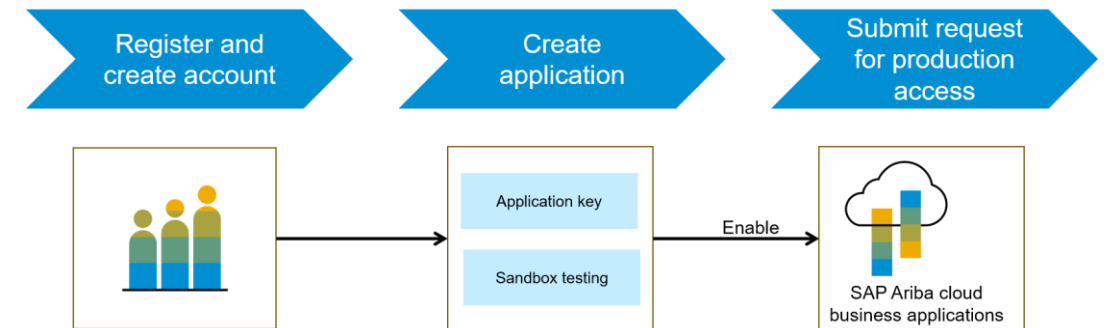 Register and
create account
Create
application
Submit request
for production
access
Application key
Sandbox testing
Enable
SAP Ariba cloud
business applications